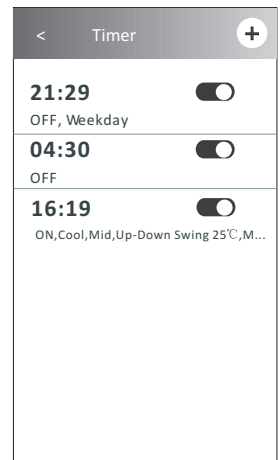 < Timer +
21:29
OFF, Weekday
04:30
OFF
16:19
ON,Cool,Mid,Up-Down Swing 25℃,M...